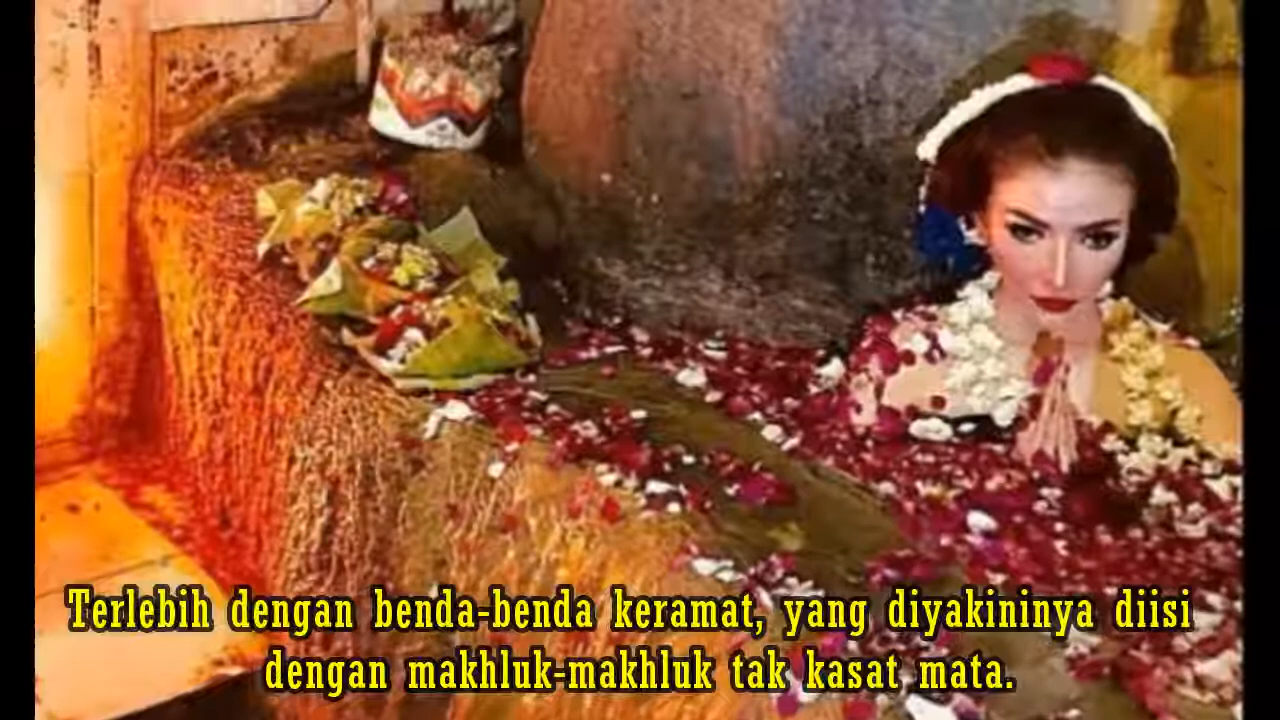 Terlebih dengan benda-benda keramat, yang diyakininya diisi
dengan makhluk-makhluk tak kasat mata.